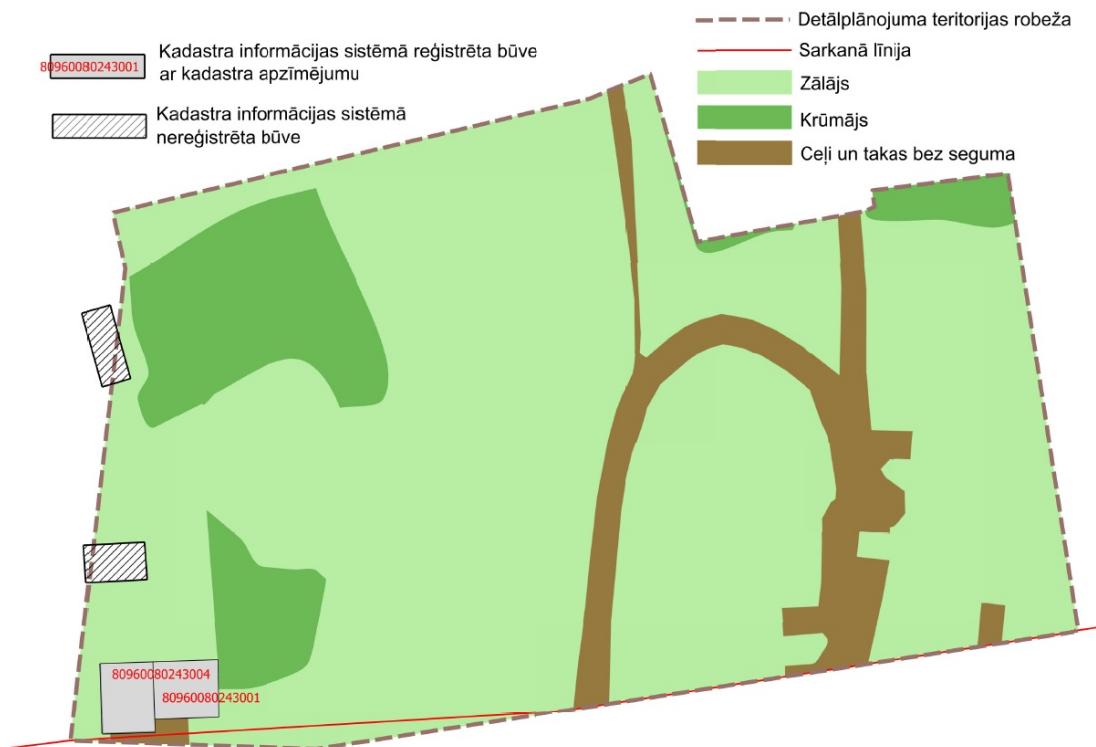 80960080243001
Kadastra informācijas sistēmā reģistrēta būve
ar kadastra apzīmējumu
Kadastra informācijas sistēmā
nereģistrēta būve
Detālplānojuma teritorijas robeža
Sarkanā līnija
Zālājs
Krūmājs
Ceļi un takas bez seguma
80960080243004
80960080243001